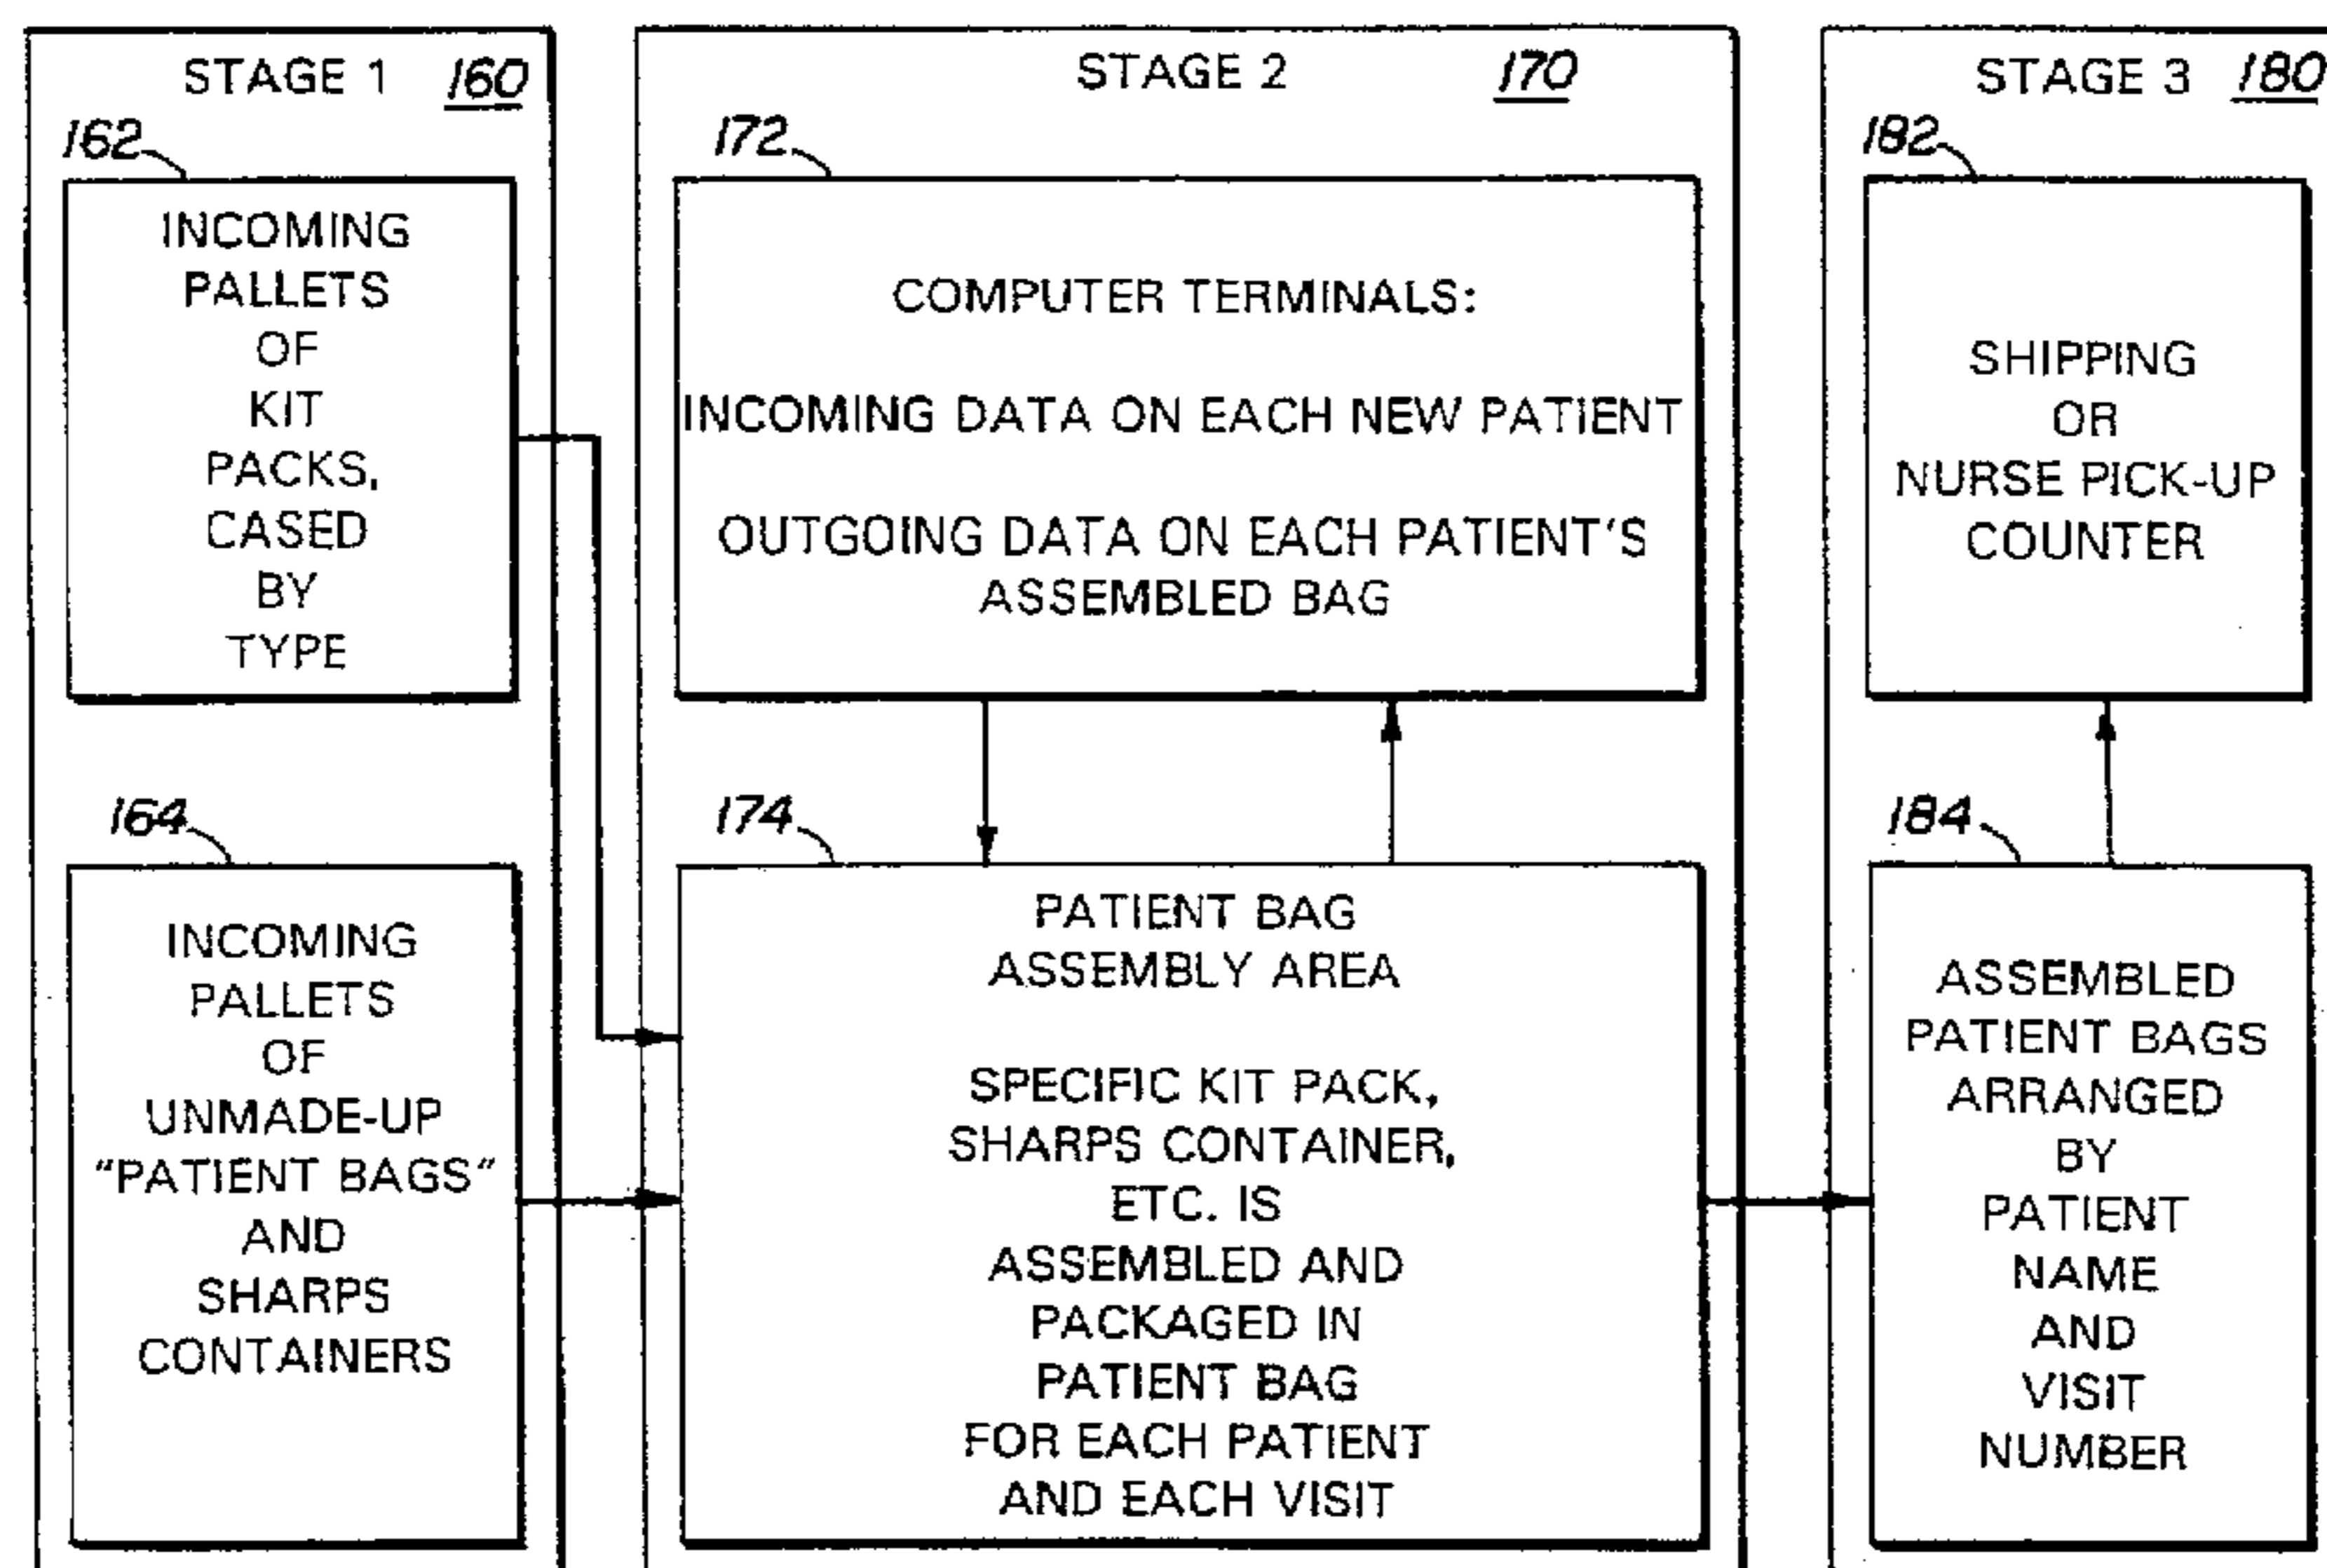 STAGE 1 160
162
INCOMING
PALLETS
OF
KIT
PACKS,
CASED
BY
TYPE
164
INCOMING
PALLETS
OF
UNMADE-UP
"PATIENT BAGS"
AND
SHARPS
CONTAINERS
STAGE 2 170
172
COMPUTER TERMINALS:
INCOMING DATA ON EACH NEW PATIENT
OUTGOING DATA ON EACH PATIENT'S
ASSEMBLED BAG
174
PATIENT BAG
ASSEMBLY AREA
SPECIFIC KIT PACK,
SHARPS CONTAINER,
ETC. IS
ASSEMBLED AND
PACKAGED IN
PATIENT BAG
FOR EACH PATIENT
AND EACH VISIT
STAGE 3 180
182
SHIPPING
OR
NURSE PICK-UP
COUNTER
184
ASSEMBLED
PATIENT BAGS
ARRANGED
BY
PATIENT
NAME
AND
VISIT
NUMBER